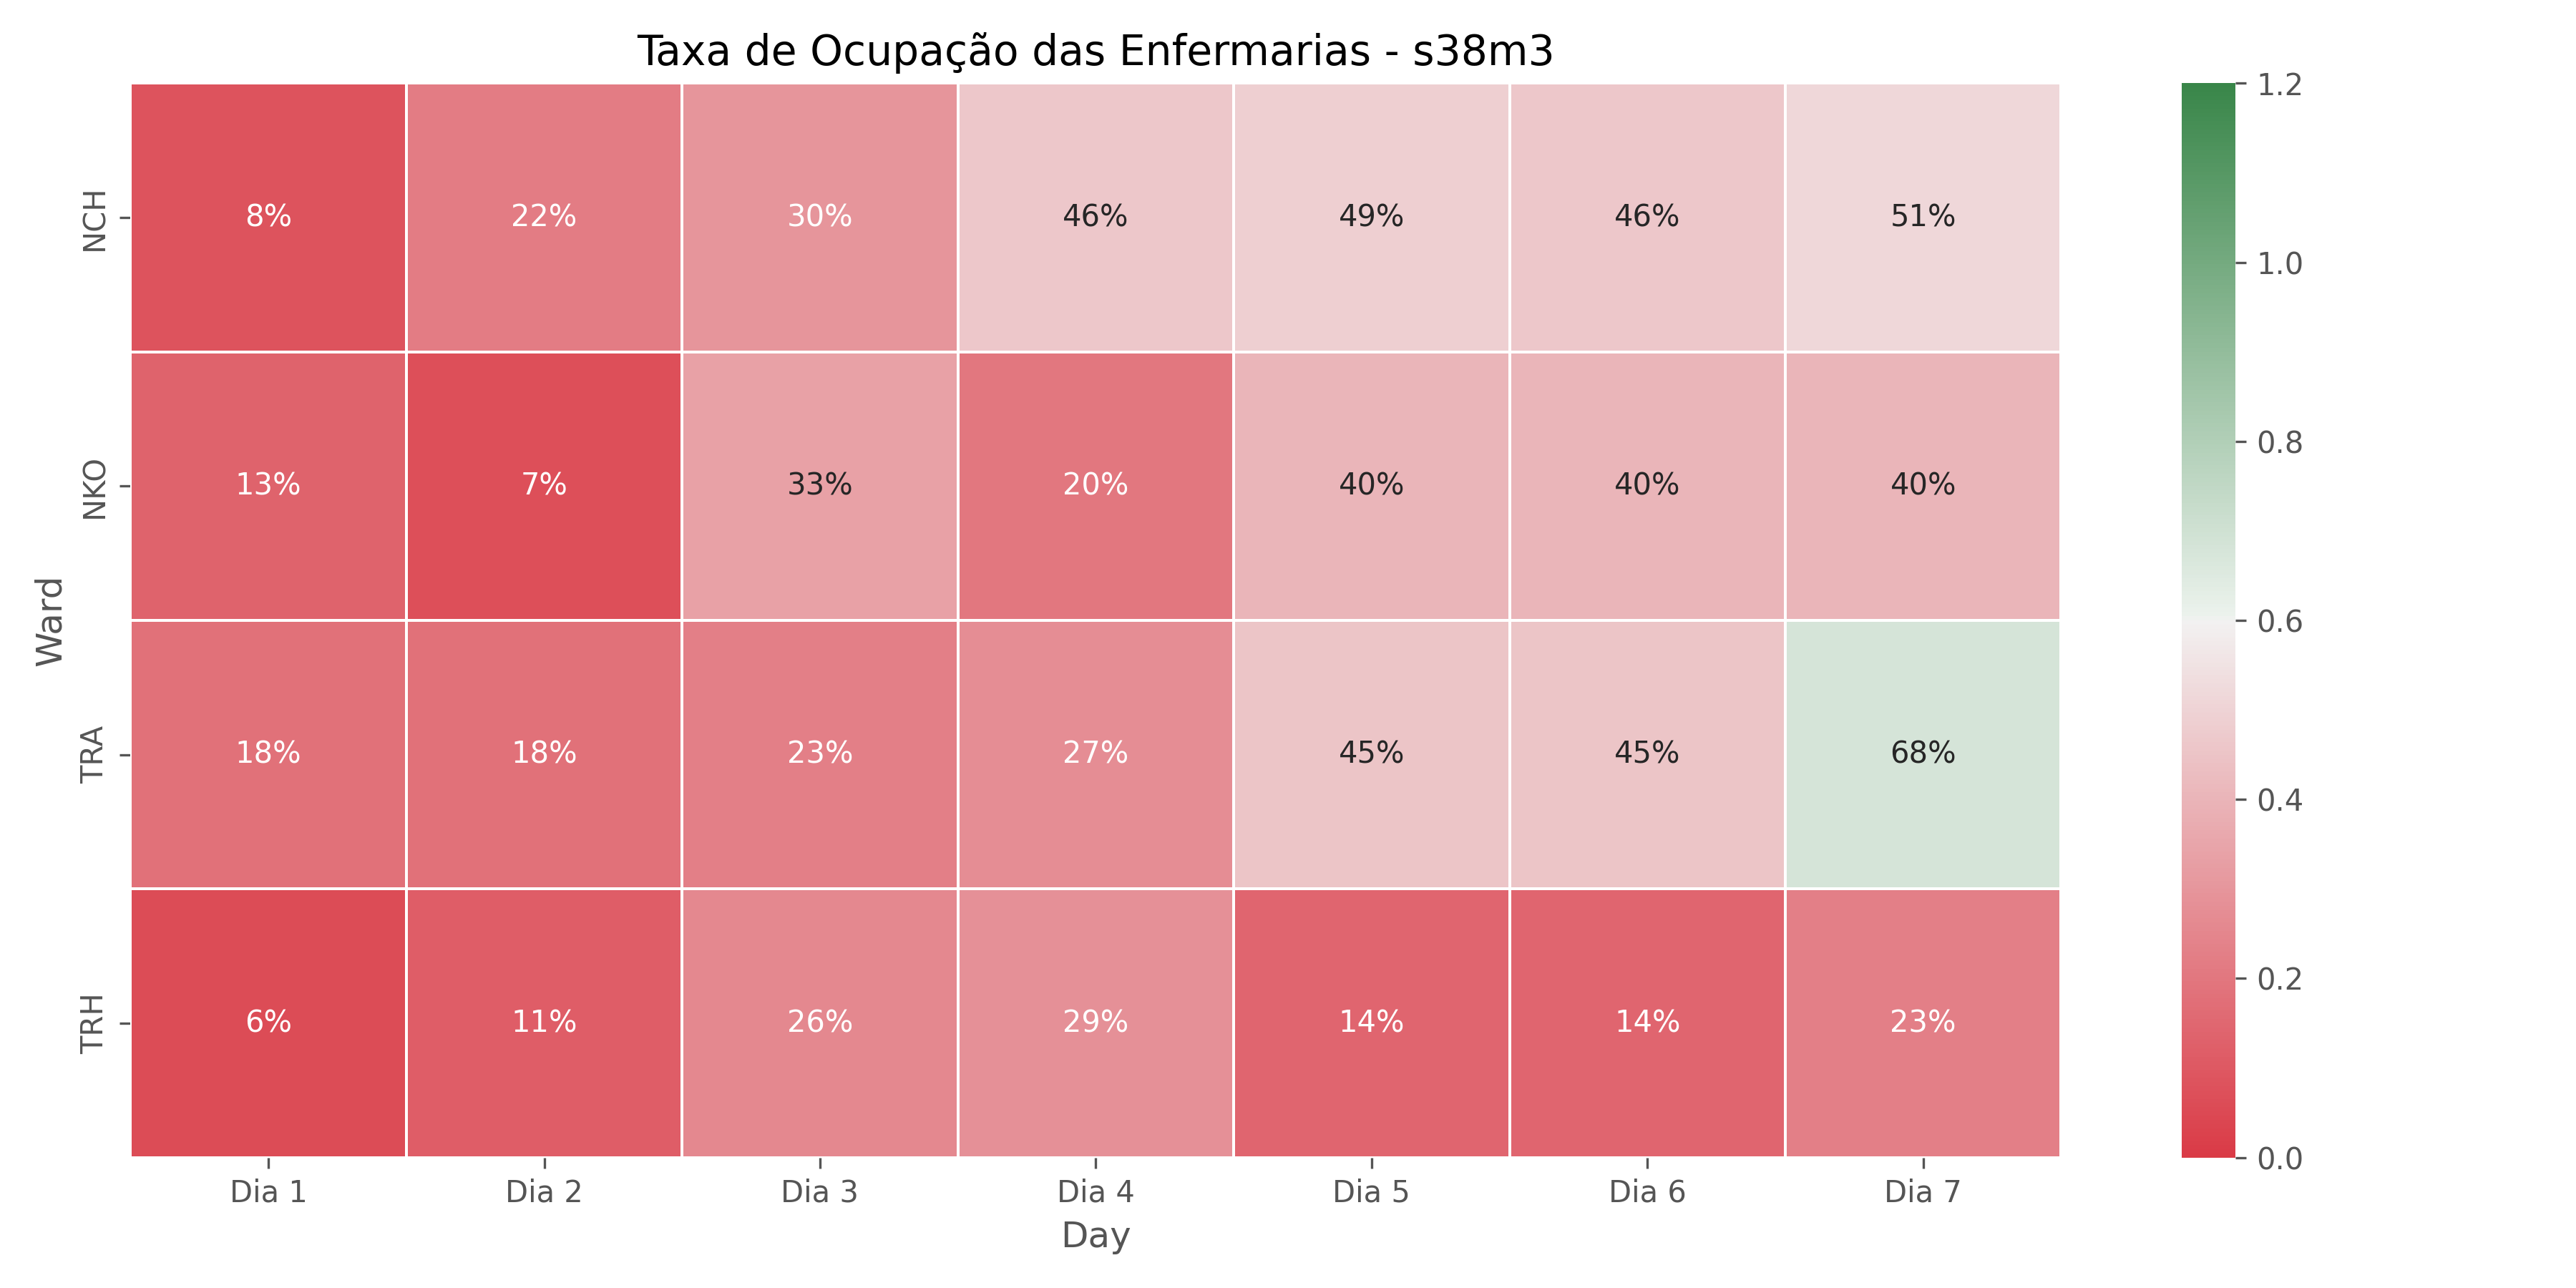 Taxa de Ocupação das Enfermarias - s38m3
Ward
NCH
8% 22% 30% 46% 49% 46% 51%
NKO
13% 7% 33% 20% 40% 40% 40%
TRA
18% 18% 23% 27% 45% 45% 68%
TRH
6% 11% 26% 29% 14% 14% 23%
Dia 1 Dia 2 Dia 3 Dia 4 Dia 5 Dia 6 Dia 7
Day
1.2
1.0
0.8
0.6
0.4
0.2
0.0